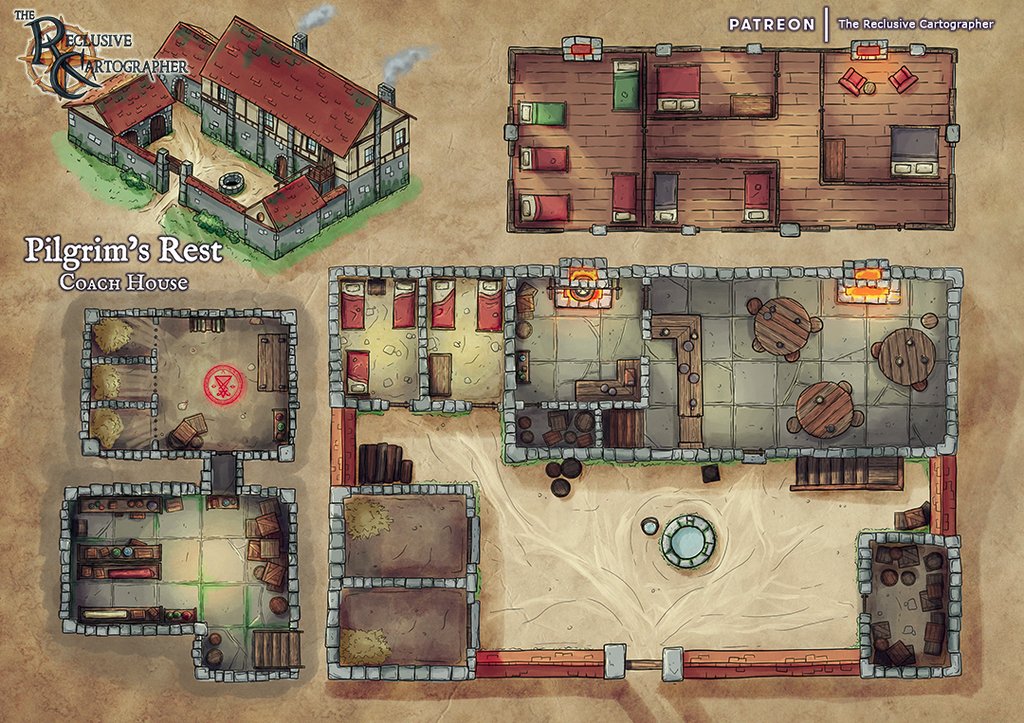 THE
RECLUSIVE
CARTOGRAPHER
PATREON | The Reclusive Cartographer
Pilgrim's Rest
Coach House